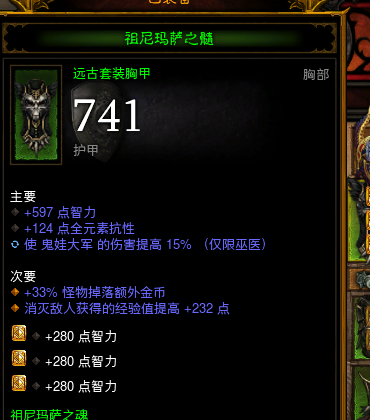 已装备
祖尼玛萨之髓
远古套装胸甲
胸部
741
护甲
主要
+597 点智力
+124 点全元素抗性
使 鬼娃大军 的伤害提高 15% （仅限巫医）
次要
+33% 怪物掉落额外金币
消灭敌人获得的经验值提高 +232 点
+280 点智力
+280 点智力
+280 点智力
祖尼玛萨之魂